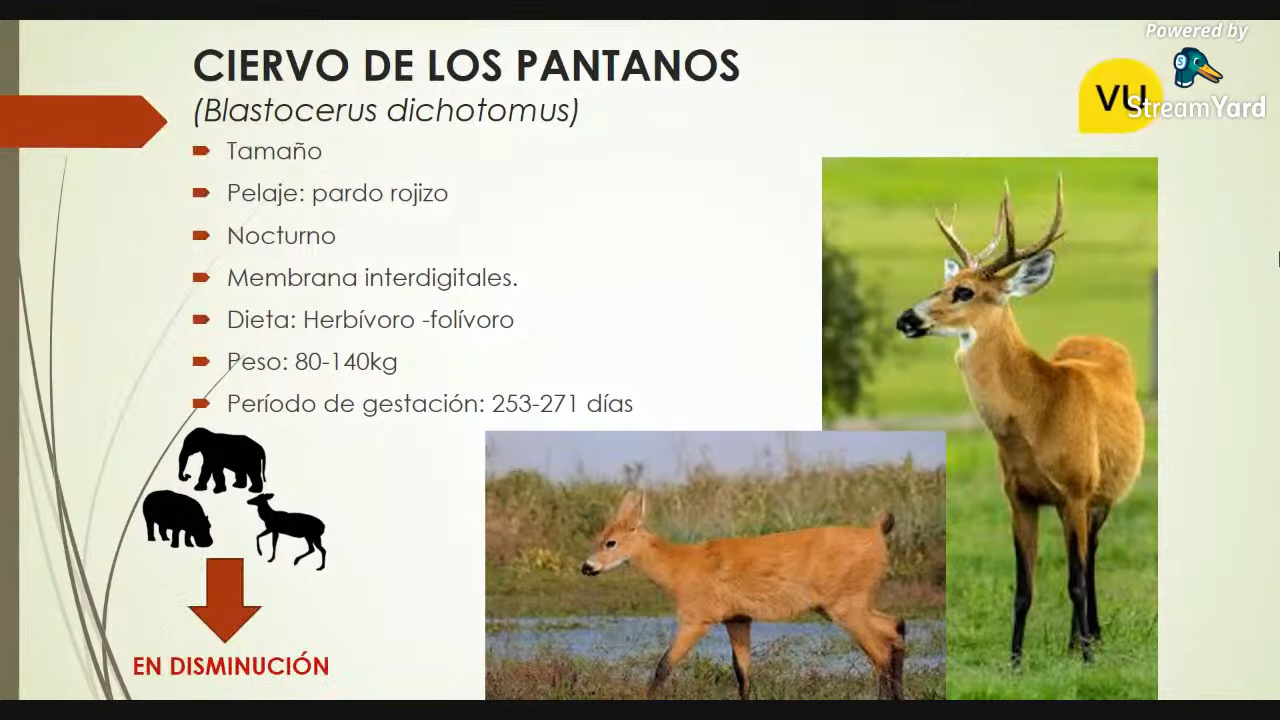 CIERVO DE LOS PANTANOS
(Blastocerus dichotomus)
Tamaño
Pelaje: pardo rojizo
Nocturno
Membrana interdigitales.
Dieta: Herbívoro -folívoro
Peso: 80-140kg
Período de gestación: 253-271 días
EN DISMINUCIÓN
VU
Powered by
S
StreamYard